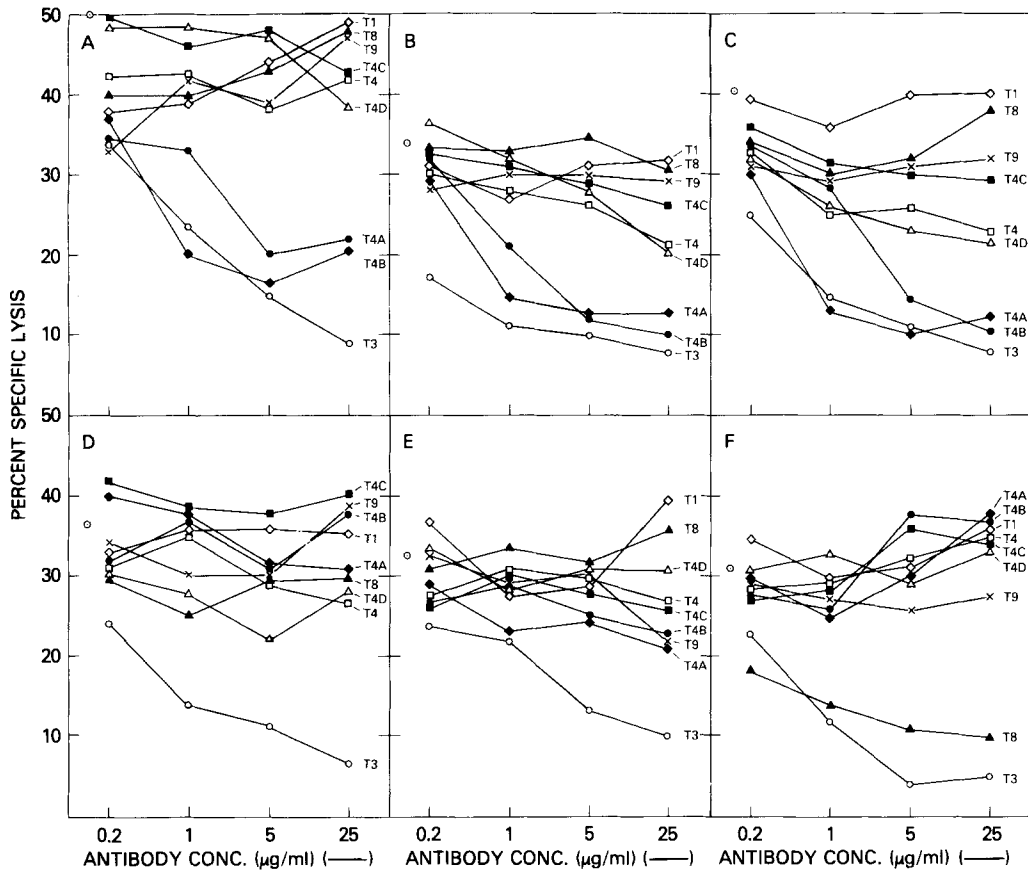 PERCENT SPECIFIC LYSIS
50
40
30
20
10
A
T1
T8
T9
T4C
T4
T4D
T4A
T4B
T3
B
T1
T8
T9
T4C
T4
T4D
T4A
T4B
T3
C
T1
T8
T9
T4C
T4
T4D
T4A
T4B
T3
50
40
30
20
10
D
T4C
T9
T4B
T1
T4A
T8
T4D
T4
T3
E
T1
T8
T4D
T4
T4C
T4B
T9
T4A
T3
F
T4A
T4B
T1
T4
T4C
T4D
T9
T8
T3
0.2 1 5 25
0.2 1 5 25
0.2 1 5 25
ANTIBODY CONC. (μg/ml) (——)
ANTIBODY CONC. (μg/ml) (——)
ANTIBODY CONC. (μg/ml) (——)